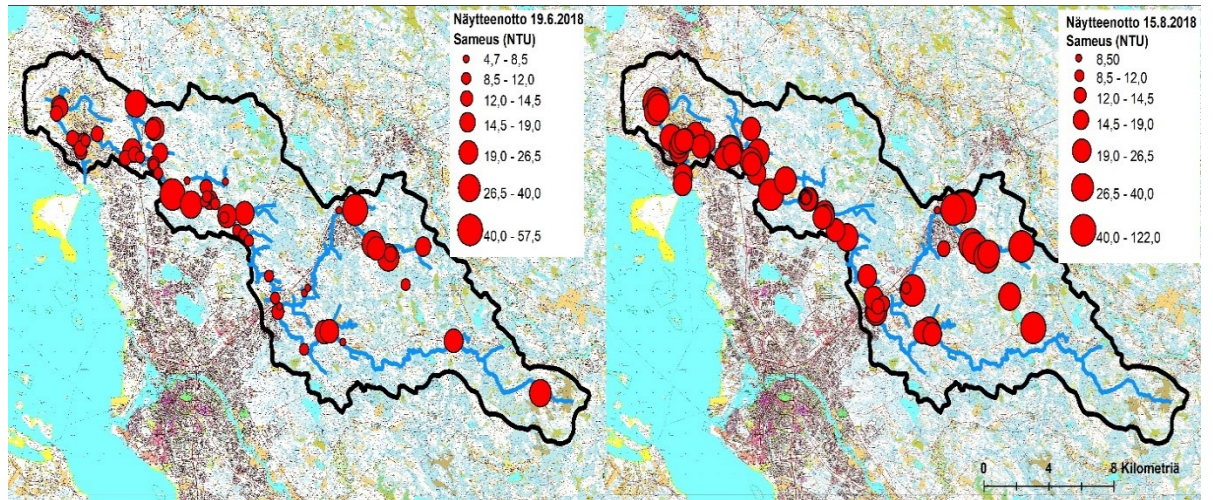 Näytteenotto 19.6.2018
Sameus (NTU)
4,7 - 8,5
8,5 - 12,0
12,0 - 14,5
14,5 - 19,0
19,0 - 26,5
26,5 - 40,0
40,0 - 57,5
Näytteenotto 15.8.2018
Sameus (NTU)
8,50
8,5 - 12,0
12,0 - 14,5
14,5 - 19,0
19,0 - 26,5
26,5 - 40,0
40,0 - 122,0
0 4 8 Kilometriä